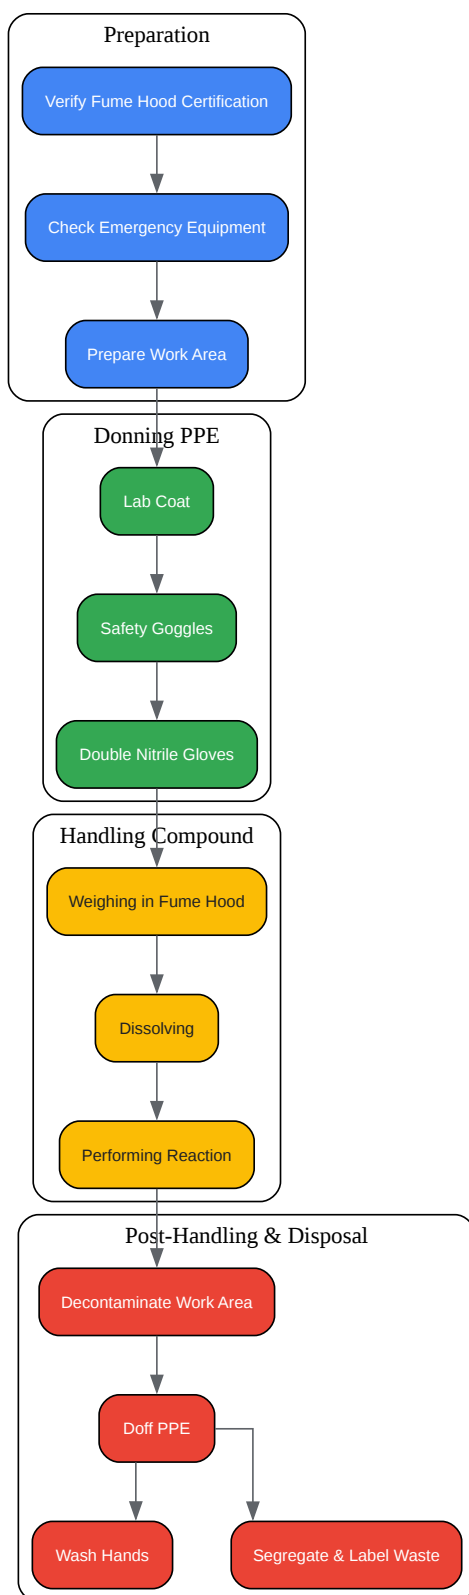 Preparation
Verify Fume Hood Certification
Check Emergency Equipment
Prepare Work Area
Donning PPE
Lab Coat
Safety Goggles
Double Nitrile Gloves
Handling Compound
Weighing in Fume Hood
Dissolving
Performing Reaction
Post-Handling & Disposal
Decontaminate Work Area
Doff PPE
Wash Hands
Segregate & Label Waste